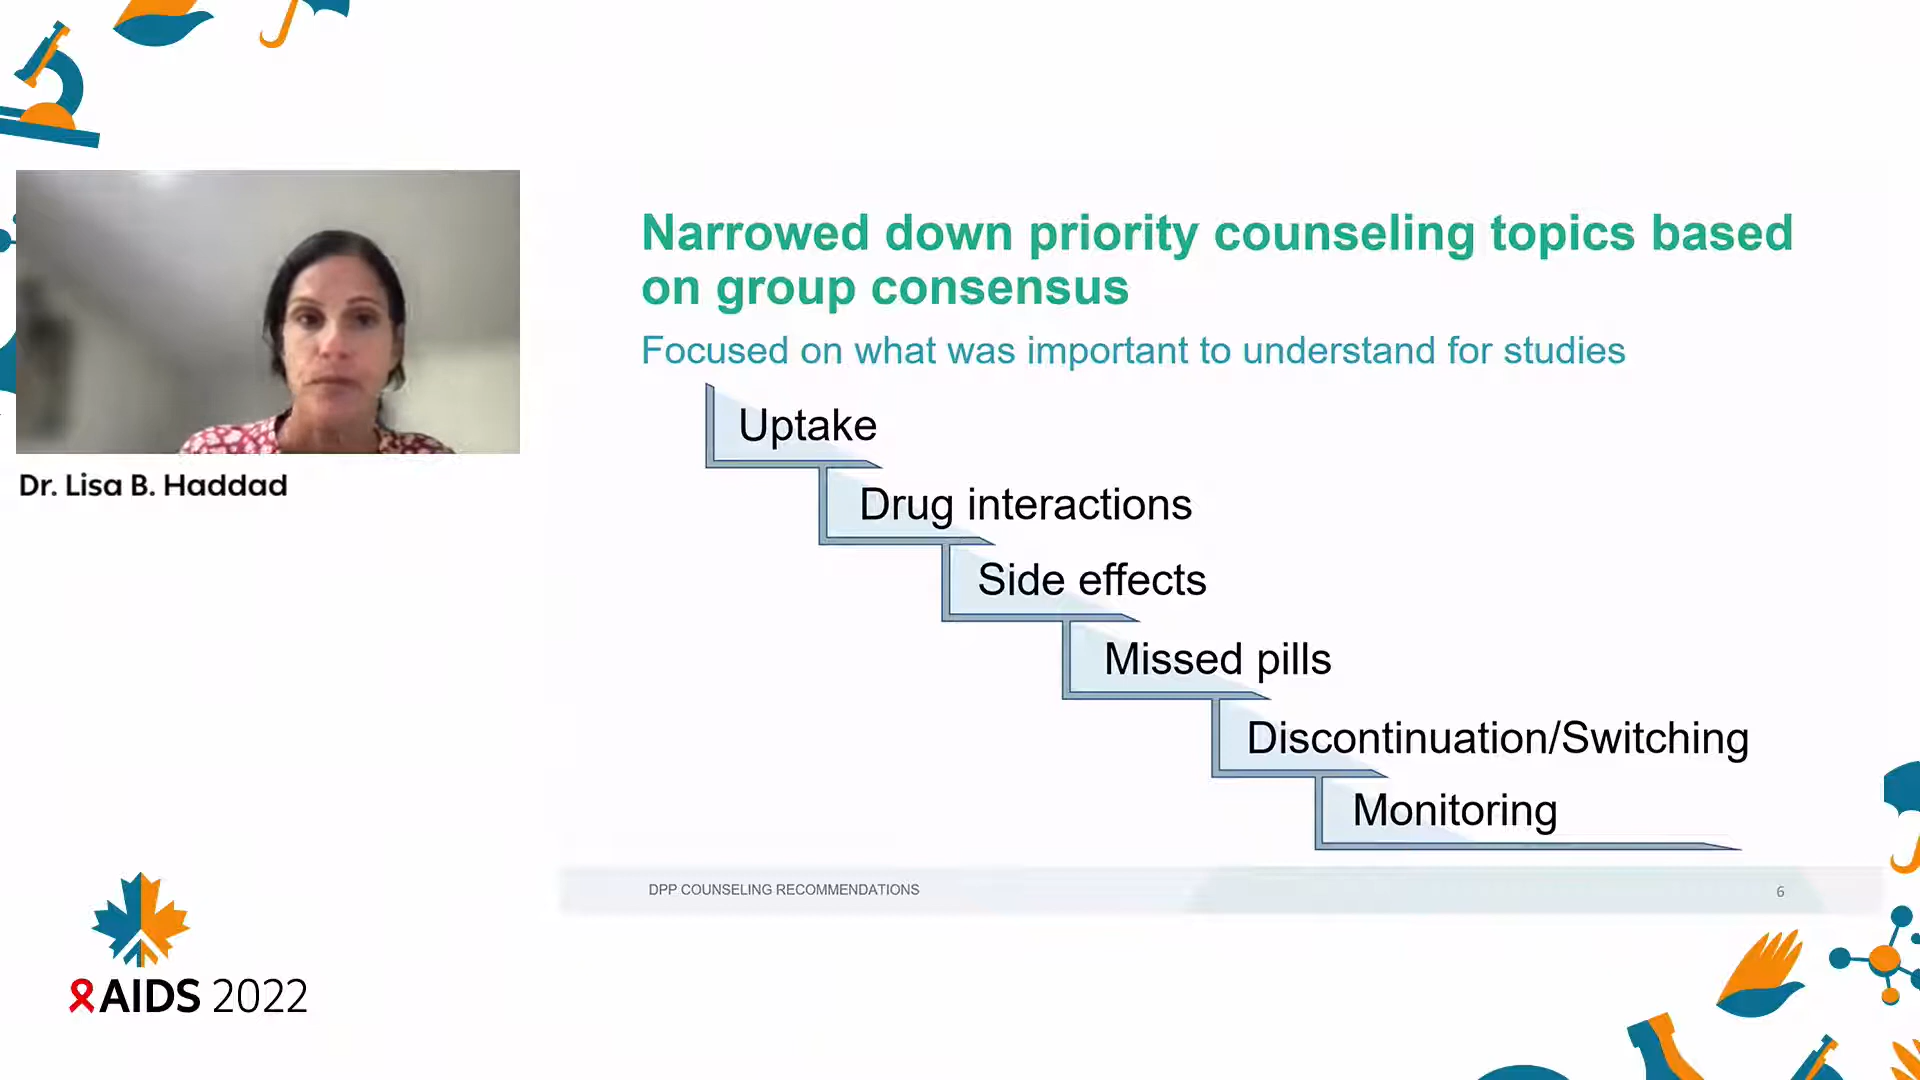 Dr. Lisa B. Haddad
Narrowed down priority counseling topics based
on group consensus
Focused on what was important to understand for studies
Uptake
Drug interactions
Side effects
Missed pills
Discontinuation/Switching
Monitoring
DPP COUNSELING RECOMMENDATIONS
6
AIDS 2022